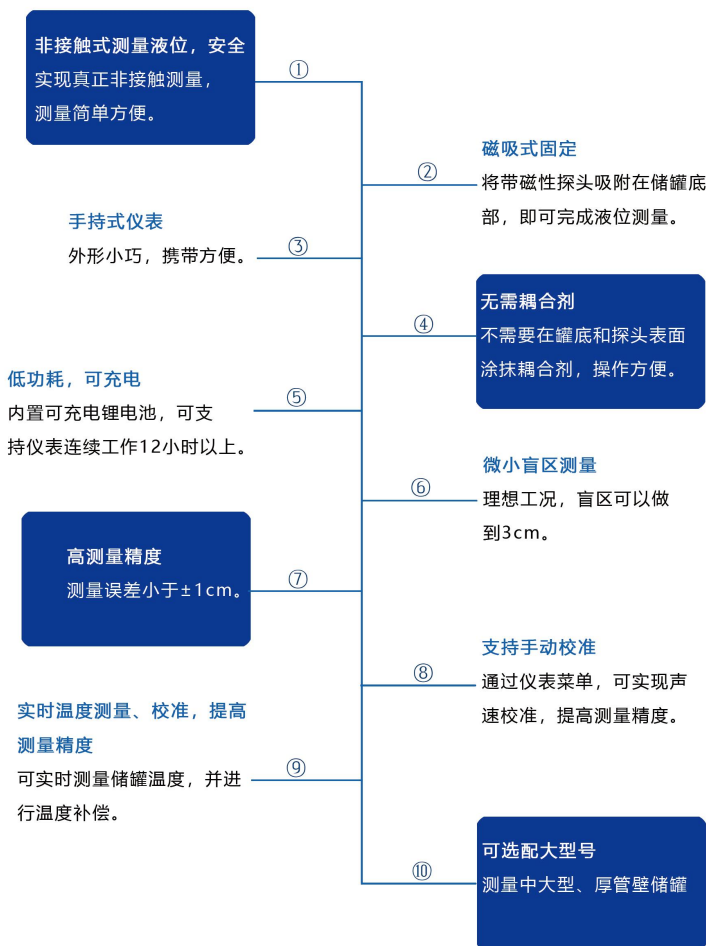 非接触式测量液位，安全
实现真正非接触测量，
测量简单方便。
①
②
磁吸式固定
将带磁性探头吸附在储罐底
部，即可完成液位测量。
手持式仪表
外形小巧，携带方便。
③
④
无需耦合剂
不需要在罐底和探头表面
涂抹耦合剂，操作方便。
低功耗，可充电
内置可充电锂电池，可支
持仪表连续工作12小时以上。
⑤
⑥
微小盲区测量
理想工况，盲区可以做
到3cm。
高测量精度
测量误差小于±1cm。
⑦
⑧
支持手动校准
通过仪表菜单，可实现声
速校准，提高测量精度。
实时温度测量、校准，提高
测量精度
可实时测量储罐温度，并进
行温度补偿。
⑨
⑩
可选配大型号
测量中大型、厚管壁储罐